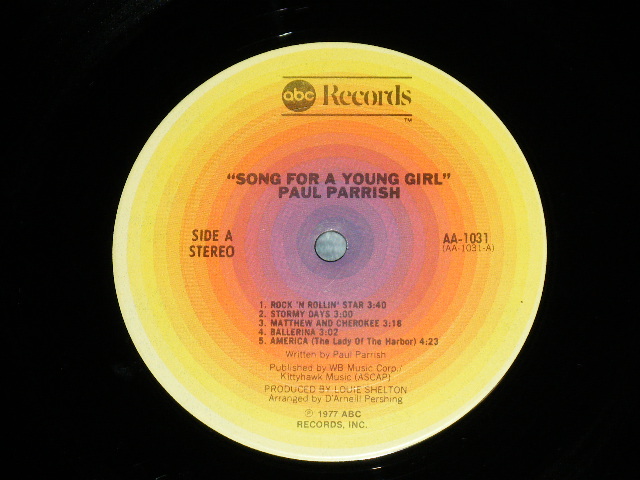 abc Records
TM
"SONG FOR A YOUNG GIRL"
PAUL PARRISH
SIDE A
STEREO
AA-1031
(AA-1031-A)
1. ROCK 'N ROLLIN' STAR 3:40
2. STORMY DAYS 3:00
3. MATTHEW AND CHEROKEE 3:16
4. BALLERINA 3:02
5. AMERICA (The Lady Of The Harbor) 4:23
Written by Paul Parrish
Published by WB Music Corp./
Kittyhawk Music (ASCAP)
PRODUCED BY LOUIE SHELTON
Arranged by D'Arneill Pershing
℗ 1977 ABC
RECORDS, INC.